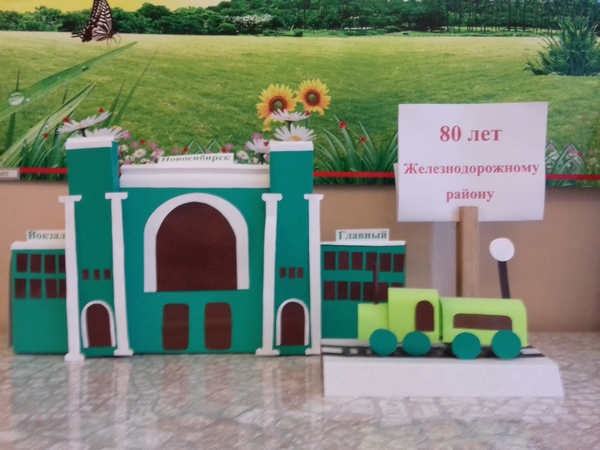 Новосибирск
Вокзал
Главный
80 лет
Железнодорожному
району